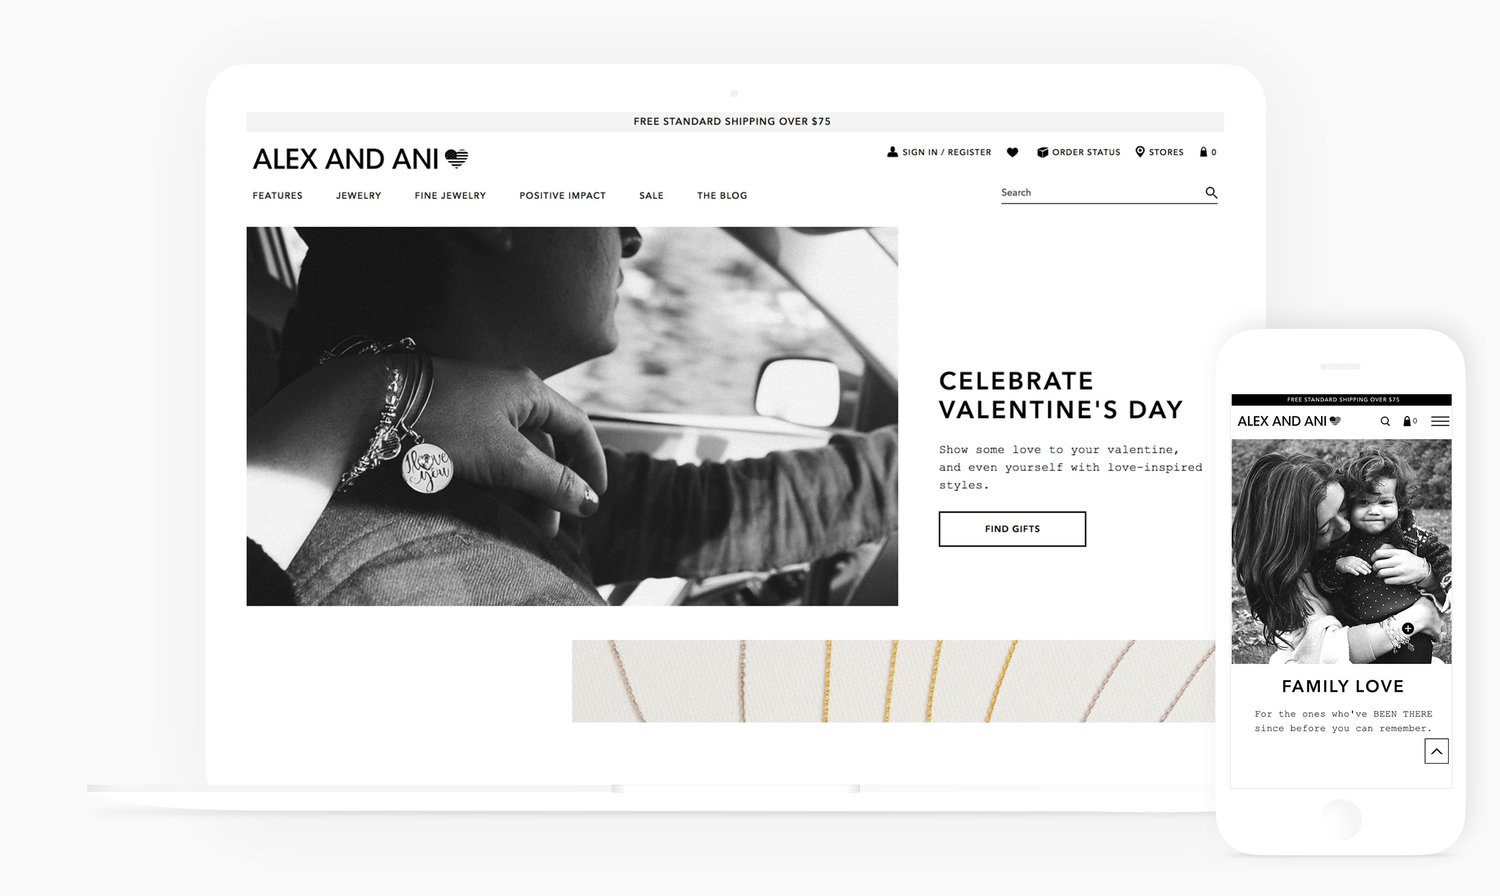 FREE STANDARD SHIPPING OVER $75
ALEX AND ANI
SIGN IN / REGISTER
ORDER STATUS
STORES
0
FEATURES
JEWELRY
FINE JEWELRY
POSITIVE IMPACT
SALE
THE BLOG
Search
I love
you
CELEBRATE
VALENTINE'S DAY
Show some love to your valentine,
and even yourself with love-inspired
styles.
FIND GIFTS
FREE STANDARD SHIPPING OVER $75
ALEX AND ANI
0
FAMILY LOVE
For the ones who've BEEN THERE
since before you can remember.